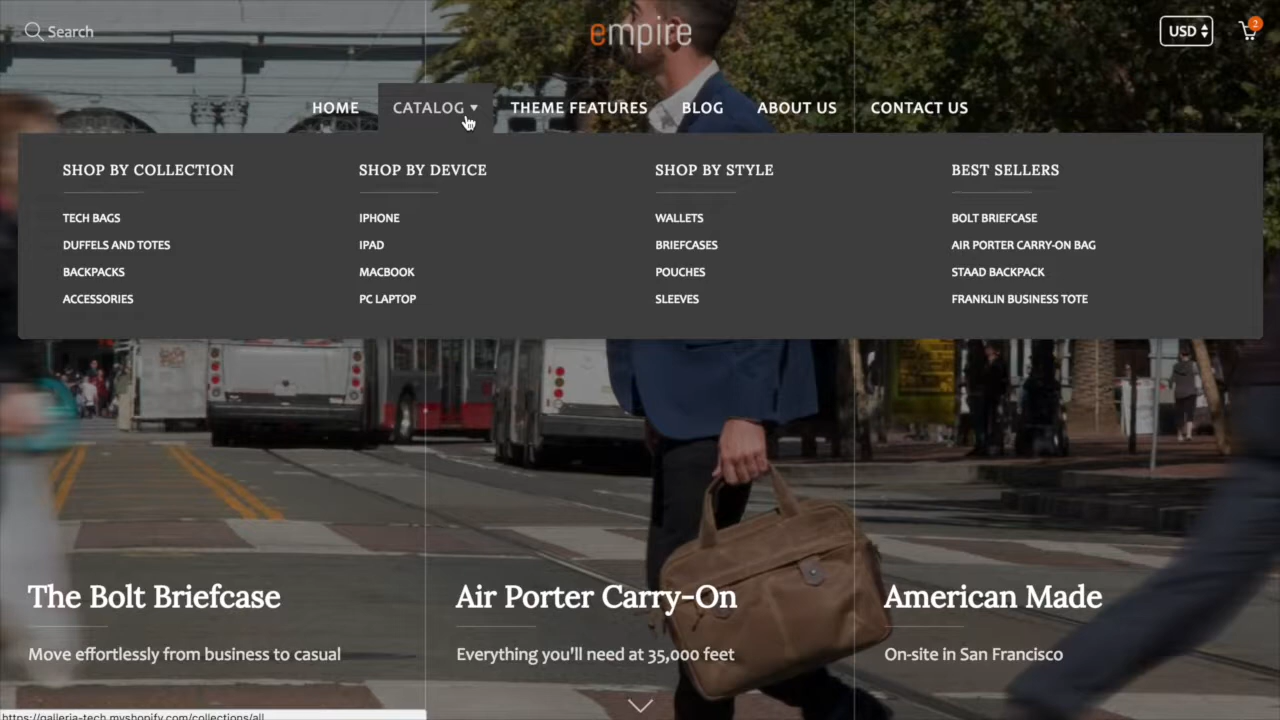 Search
empire
USD
2
HOME
CATALOG
THEME FEATURES
BLOG
ABOUT US
CONTACT US
SHOP BY COLLECTION
TECH BAGS
DUFFELS AND TOTES
BACKPACKS
ACCESSORIES
SHOP BY DEVICE
IPHONE
IPAD
MACBOOK
PC LAPTOP
SHOP BY STYLE
WALLETS
BRIEFCASES
POUCHES
SLEEVES
BEST SELLERS
BOLT BRIEFCASE
AIR PORTER CARRY-ON BAG
STAAD BACKPACK
FRANKLIN BUSINESS TOTE
The Bolt Briefcase
Move effortlessly from business to casual
Air Porter Carry-On
Everything you'll need at 35,000 feet
American Made
On-site in San Francisco
https://galleria-tech.myshopify.com/collections/all